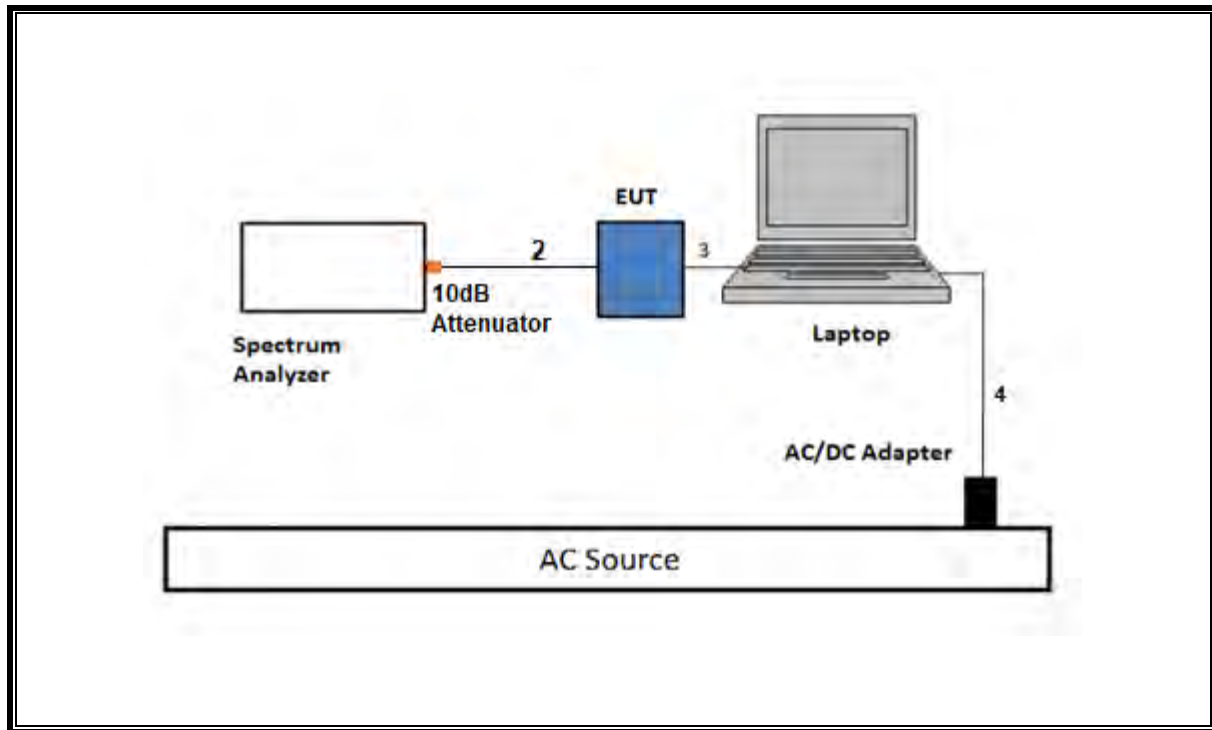 EUT
2
3
10dB
Attenuator
Spectrum
Analyzer
Laptop
4
AC/DC Adapter
AC Source